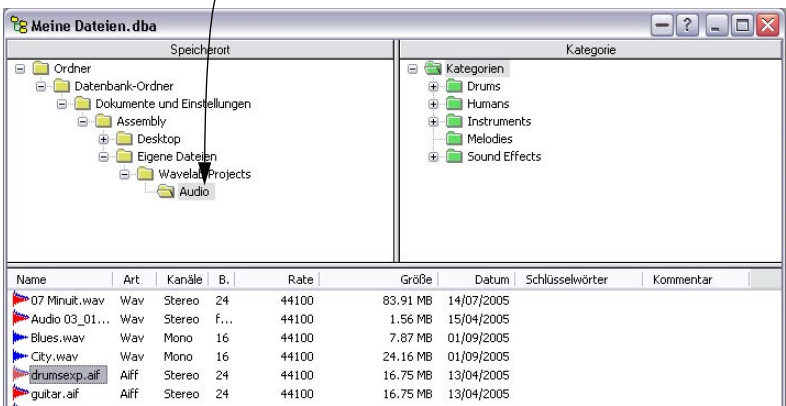 Meine Dateien.dba
Speicherort
Ordner
Datenbank-Ordner
Dokumente und Einstellungen
Assembly
Desktop
Eigene Dateien
Wavelab Projects
Audio
Kategorie
Kategorien
Drums
Humans
Instruments
Melodies
Sound Effects
Name Art Kanäle B. Rate Größe Datum Schlüsselwörter Kommentar
07 Minuit.wav Wav Stereo 24 44100 83.91 MB 14/07/2005
Audio 03_01... Wav Stereo f... 44100 1.56 MB 15/04/2005
Blues.wav Wav Mono 16 44100 7.87 MB 01/09/2005
City.wav Wav Mono 16 44100 24.16 MB 01/09/2005
drumsexp.aif Aiff Stereo 24 44100 16.75 MB 13/04/2005
guitar.aif Aiff Stereo 24 44100 16.75 MB 13/04/2005